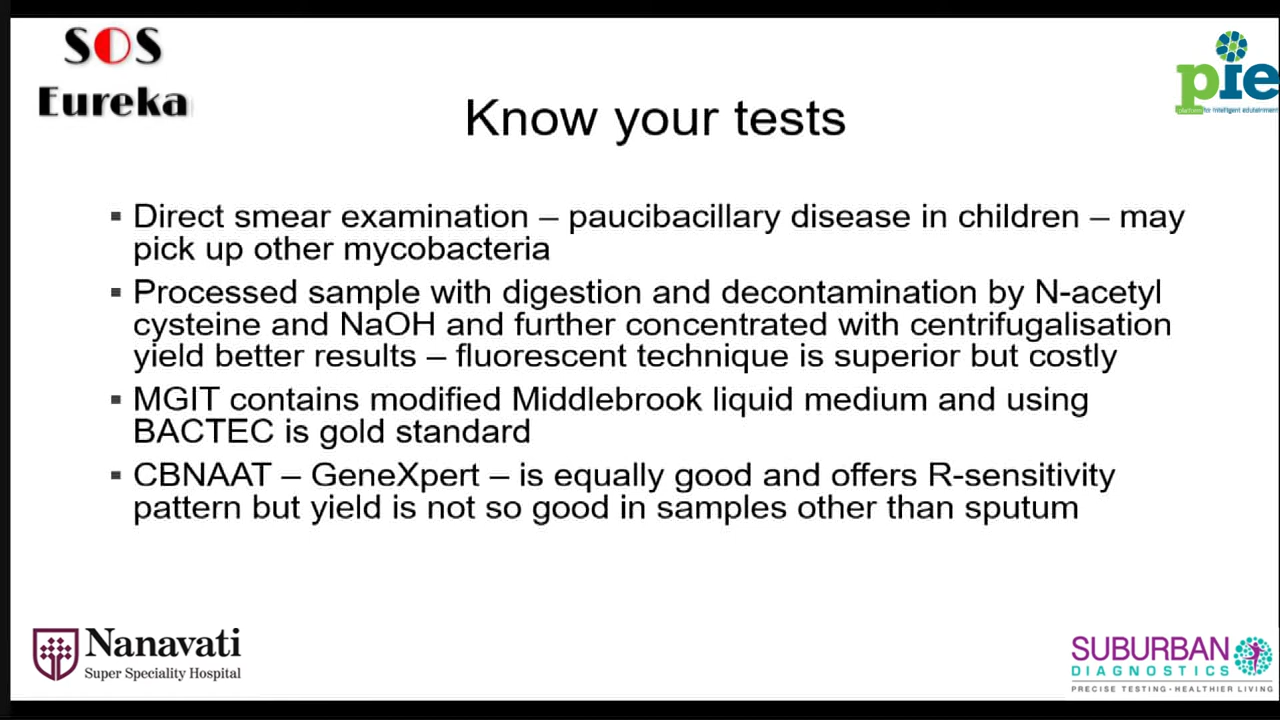 SOS
Eureka
pie
platform for intelligent edutainment
Know your tests
▪ Direct smear examination – paucibacillary disease in children – may
pick up other mycobacteria
▪ Processed sample with digestion and decontamination by N-acetyl
cysteine and NaOH and further concentrated with centrifugalisation
yield better results – fluorescent technique is superior but costly
▪ MGIT contains modified Middlebrook liquid medium and using
BACTEC is gold standard
▪ CBNAAT – GeneXpert – is equally good and offers R-sensitivity
pattern but yield is not so good in samples other than sputum
Nanavati
Super Speciality Hospital
SUBURBAN
DIAGNOSTICS
PRECISE TESTING • HEALTHIER LIVING